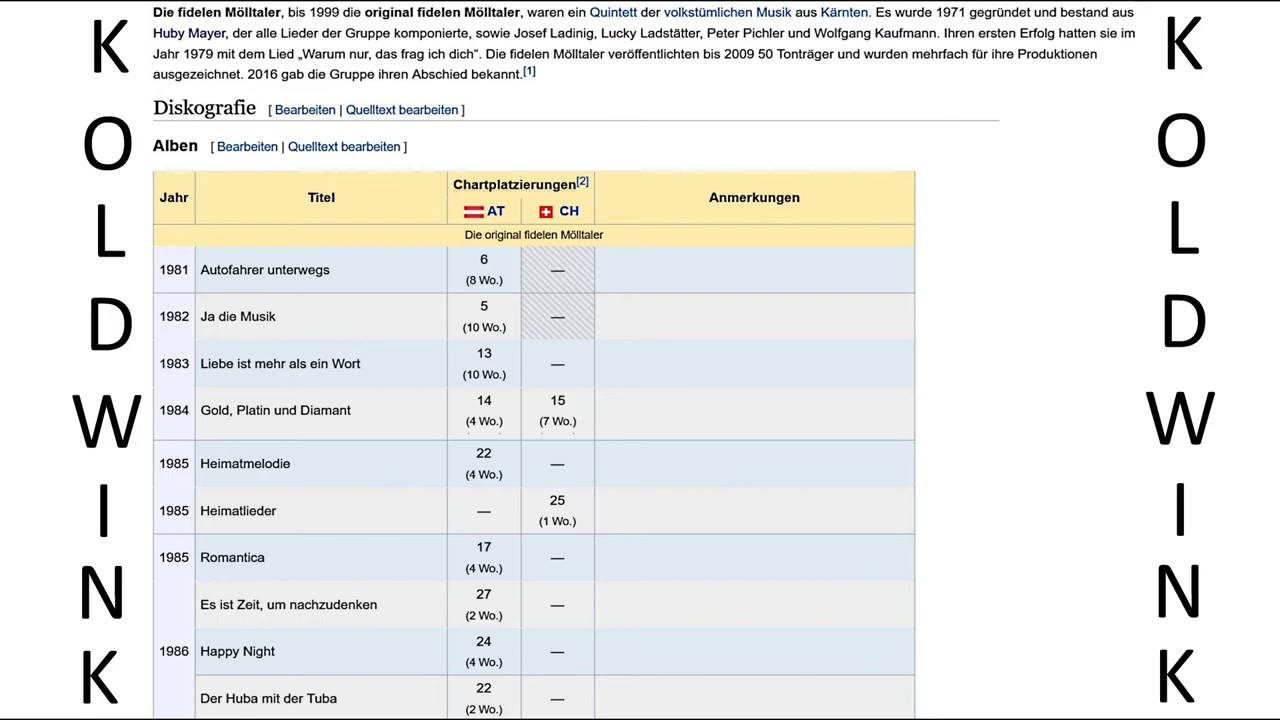 Die fidelen Mölltaler, bis 1999 die original fidelen Mölltaler, waren ein Quintett der volkstümlichen Musik aus Kärnten. Es wurde 1971 gegründet und bestand aus
Huby Mayer, der alle Lieder der Gruppe komponierte, sowie Josef Ladinig, Lucky Ladstätter, Peter Pichler und Wolfgang Kaufmann. Ihren ersten Erfolg hatten sie im
Jahr 1979 mit dem Lied „Warum nur, das frag ich dich“. Die fidelen Mölltaler veröffentlichten bis 2009 50 Tonträger und wurden mehrfach für ihre Produktionen
ausgezeichnet. 2016 gab die Gruppe ihren Abschied bekannt.[1]
Diskografie [ Bearbeiten | Quelltext bearbeiten ]
Alben [ Bearbeiten | Quelltext bearbeiten ]
Jahr Titel Chartplatzierungen[2] Anmerkungen
AT CH
Die original fidelen Mölltaler
1981 Autofahrer unterwegs 6 (8 Wo.) —
1982 Ja die Musik 5 (10 Wo.) —
1983 Liebe ist mehr als ein Wort 13 (10 Wo.) —
1984 Gold, Platin und Diamant 14 (4 Wo.) 15 (7 Wo.)
1985 Heimatmelodie 22 (4 Wo.) —
1985 Heimatlieder — 25 (1 Wo.)
1985 Romantica 17 (4 Wo.) —
Es ist Zeit, um nachzudenken 27 (2 Wo.) —
1986 Happy Night 24 (4 Wo.) —
Der Huba mit der Tuba 22 (2 Wo.) —
K
O
L
D
W
I
N
K
K
O
L
D
W
I
N
K